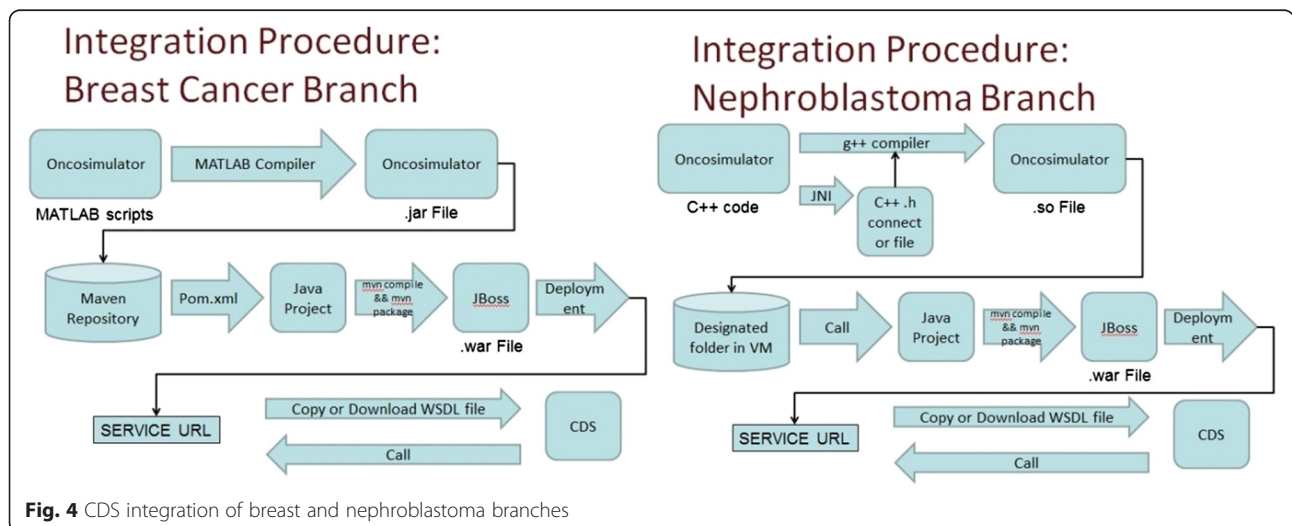 Integration Procedure:
Breast Cancer Branch
Oncosimulator
MATLAB Compiler
Oncosimulator
MATLAB scripts
.jar File
Maven
Repository
Pom.xml
Java
Project
mvn compile
&& mvn
package
JBoss
Deploym
ent
.war File
SERVICE URL
Copy or Download WSDL file
Call
CDS
Integration Procedure:
Nephroblastoma Branch
Oncosimulator
g++ compiler
Oncosimulator
C++ code
JNI
C++ .h
connect
or file
.so File
Designated
folder in VM
Call
Java
Project
mvn compile
&& mvn
package
JBoss
Deploym
ent
.war File
SERVICE URL
Copy or Download WSDL file
Call
CDS
Fig. 4 CDS integration of breast and nephroblastoma branches